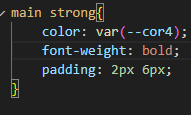 main strong{
    color: var(--cor4);
    font-weight: bold;
    padding: 2px 6px;
}